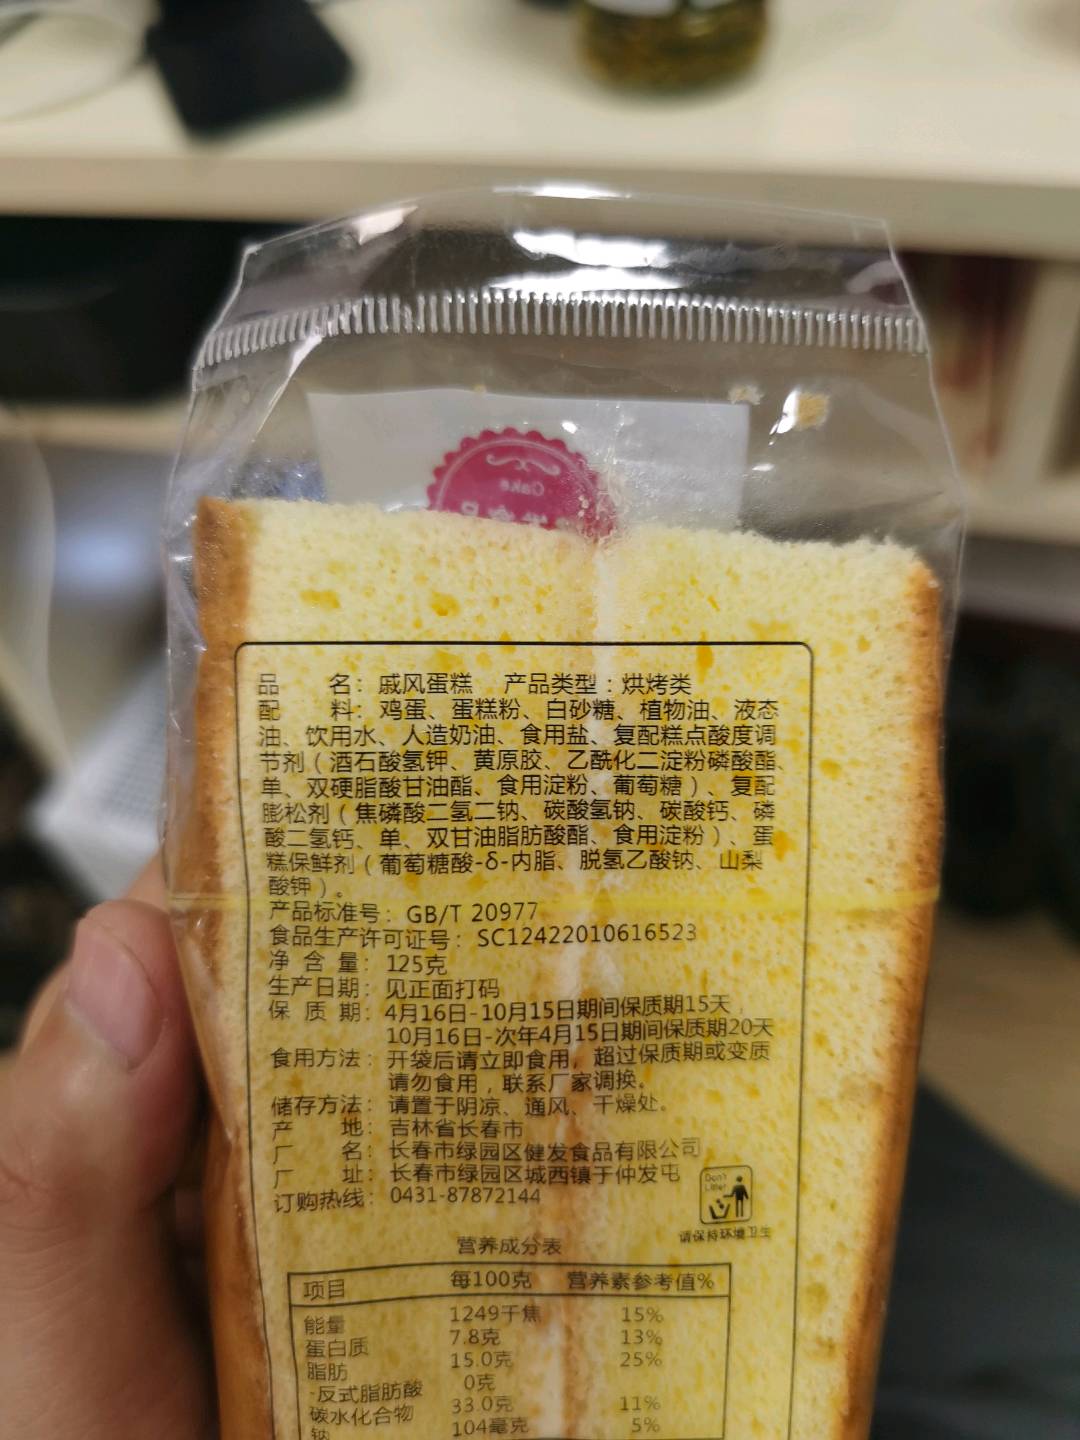 Cake
品 名：戚风蛋糕 产品类型：烘烤类
配 料：鸡蛋、蛋糕粉、白砂糖、植物油、液态
油、饮用水、人造奶油、食用盐、复配糕点酸度调
节剂（酒石酸氢钾、黄原胶、乙酰化二淀粉磷酸酯、
单、双硬脂酸甘油酯、食用淀粉、葡萄糖）、复配
膨松剂（焦磷酸二氢二钠、碳酸氢钠、碳酸钙、磷
酸二氢钙、单、双甘油脂肪酸酯、食用淀粉）、蛋
糕保鲜剂（葡萄糖酸-δ-内脂、脱氢乙酸钠、山梨
酸钾）。
产品标准号：GB/T 20977
食品生产许可证号：SC12422010616523
净 含 量：125克
生产日期：见正面打码
保 质 期：4月16日-10月15日期间保质期15天，
10月16日-次年4月15日期间保质期20天
食用方法：开袋后请立即食用，超过保质期或变质
请勿食用，联系厂家调换。
储存方法：请置于阴凉、通风、干燥处。
产 地：吉林省长春市
厂 名：长春市绿园区健发食品有限公司
厂 址：长春市绿园区城西镇于仲发屯
订购热线：0431-87872144
Don't
Litter
请保持环境卫生
营养成分表
项目 每100克 营养素参考值%
能量 1249千焦 15%
蛋白质 7.8克 13%
脂肪 15.0克 25%
-反式脂肪酸 0克
碳水化合物 33.0克 11%
钠 104毫克 5%